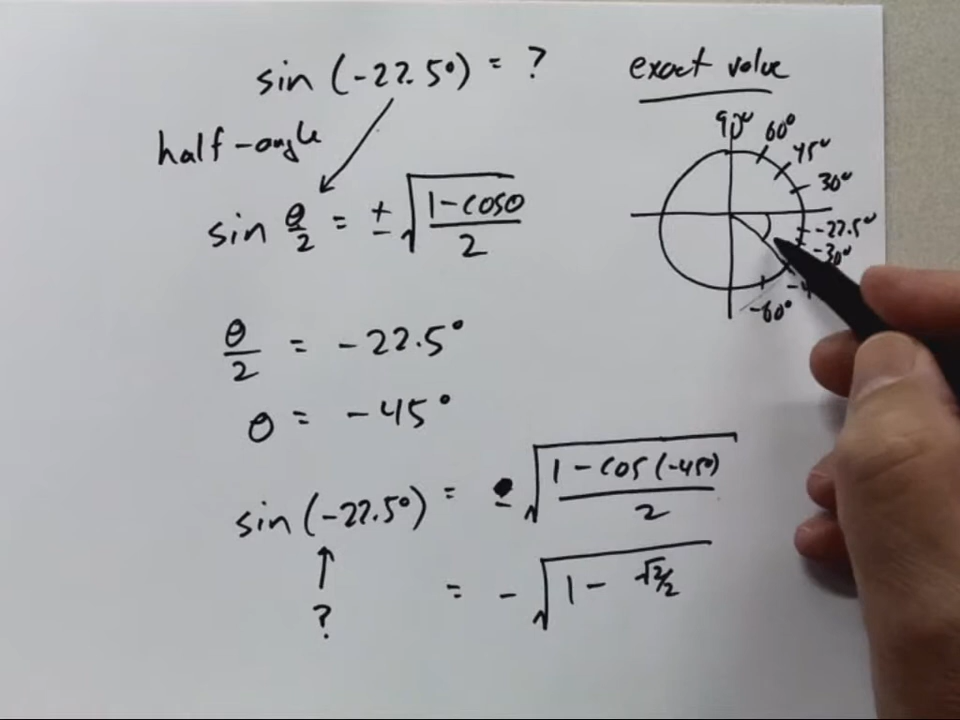 sin (-22.5°) = ?
exact value
half-angle
sin θ/2 = ± √((1 - cosθ)/2)
90°
60°
45°
30°
-22.5°
-30°
-60°
θ/2 = -22.5°
θ = -45°
sin (-22.5°) = - √((1 - cos (-45°))/2)
= - √(1 - √2/2
?